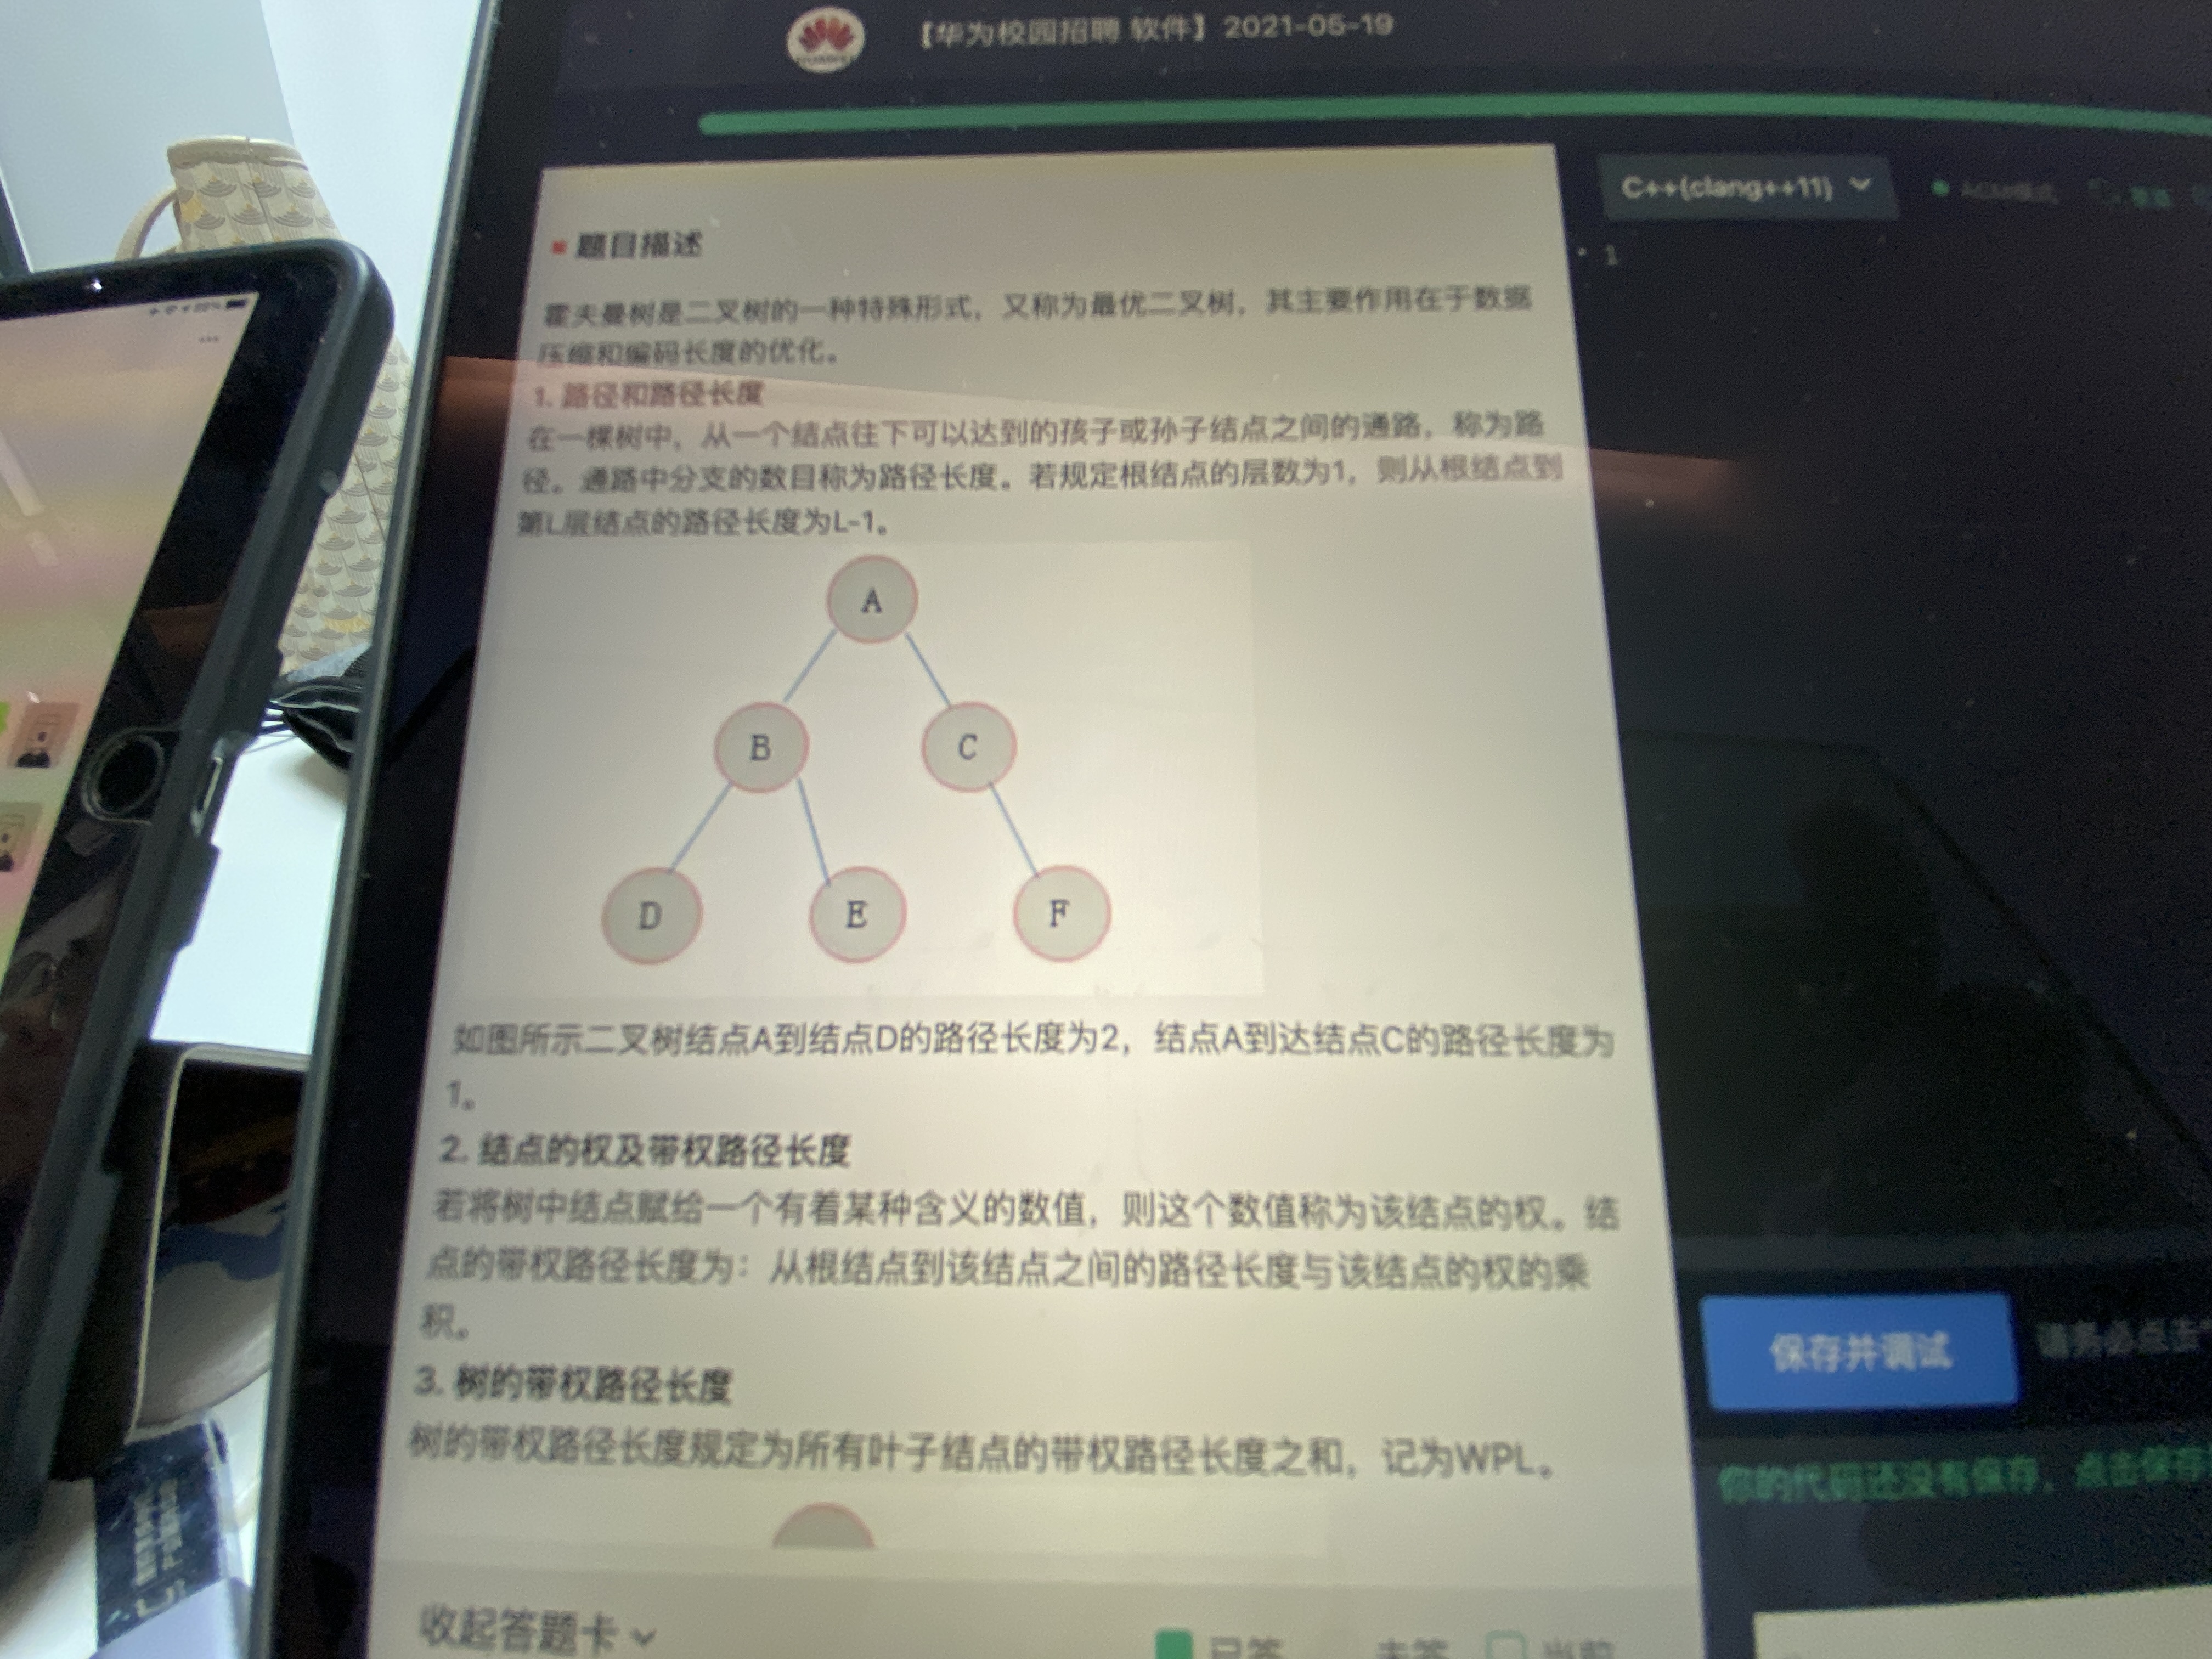 【华为校园招聘 软件】2021-05-19
C++(clang++11)
1
题目描述
霍夫曼树是二叉树的一种特殊形式，又称为最优二叉树，其主要作用在于数据
压缩和编码长度的优化。
1. 路径和路径长度
在一棵树中，从一个结点往下可以达到的孩子或孙子结点之间的通路，称为路
径。通路中分支的数目称为路径长度。若规定根结点的层数为1，则从根结点到
第L层结点的路径长度为L-1。
A
B
C
D
E
F
如图所示二叉树结点A到结点D的路径长度为2，结点A到达结点C的路径长度为
1。
2. 结点的权及带权路径长度
若将树中结点赋给一个有着某种含义的数值，则这个数值称为该结点的权。结
点的带权路径长度为：从根结点到该结点之间的路径长度与该结点的权的乘
积。
3. 树的带权路径长度
树的带权路径长度规定为所有叶子结点的带权路径长度之和，记为WPL。
保存并调试
请务必点击
你的代码还没有保存，点击保存
收起答题卡
已答
未答
当前